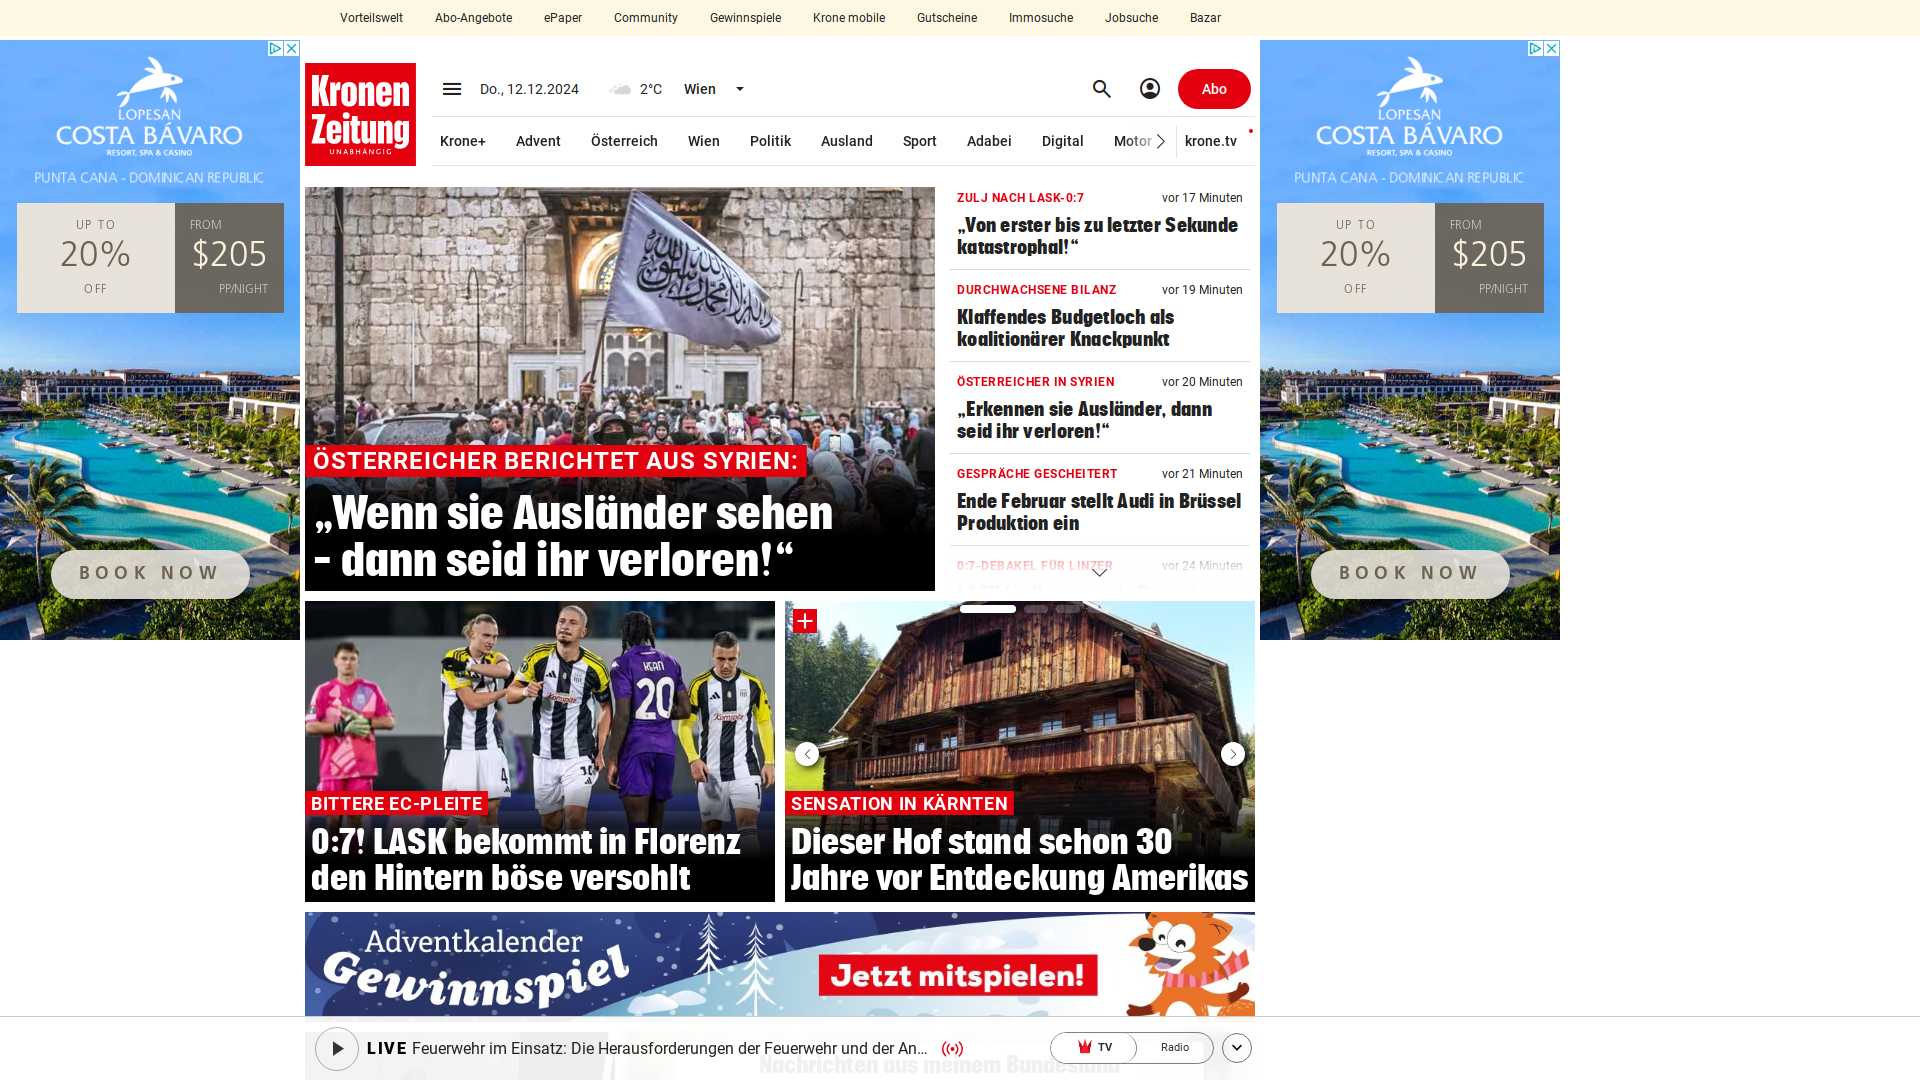 Vorteilswelt Abo-Angebote ePaper Community Gewinnspiele Krone mobile Gutscheine Immosuche Jobsuche Bazar
LOPESAN
COSTA BÁVARO
RESORT, SPA & CASINO
PUNTA CANA - DOMINICAN REPUBLIC
UP TO
20%
OFF
FROM
$205
PP/NIGHT
BOOK NOW
Kronen
Zeitung
UNABHÄNGIG
Do., 12.12.2024 2°C Wien
Abo
Krone+ Advent Österreich Wien Politik Ausland Sport Adabei Digital Motor krone.tv
ÖSTERREICHER BERICHTET AUS SYRIEN:
„Wenn sie Ausländer sehen
– dann seid ihr verloren!“
ZULJ NACH LASK-0:7 vor 17 Minuten
„Von erster bis zu letzter Sekunde
katastrophal!“
DURCHWACHSENE BILANZ vor 19 Minuten
Klaffendes Budgetloch als
koalitionärer Knackpunkt
ÖSTERREICHER IN SYRIEN vor 20 Minuten
„Erkennen sie Ausländer, dann
seid ihr verloren!“
GESPRÄCHE GESCHEITERT vor 21 Minuten
Ende Februar stellt Audi in Brüssel
Produktion ein
0:7-DEBAKEL FÜR LINZER vor 24 Minuten
KEAN
20
4
BITTERE EC-PLEITE
0:7! LASK bekommt in Florenz
den Hintern böse versohlt
SENSATION IN KÄRNTEN
Dieser Hof stand schon 30
Jahre vor Entdeckung Amerikas
Adventkalender
Gewinnspiel
Jetzt mitspielen!
LIVE Feuerwehr im Einsatz: Die Herausforderungen der Feuerwehr und der An...
TV Radio
Nachrichten aus meinem Bundesland
LOPESAN
COSTA BÁVARO
RESORT, SPA & CASINO
PUNTA CANA - DOMINICAN REPUBLIC
UP TO
20%
OFF
FROM
$205
PP/NIGHT
BOOK NOW